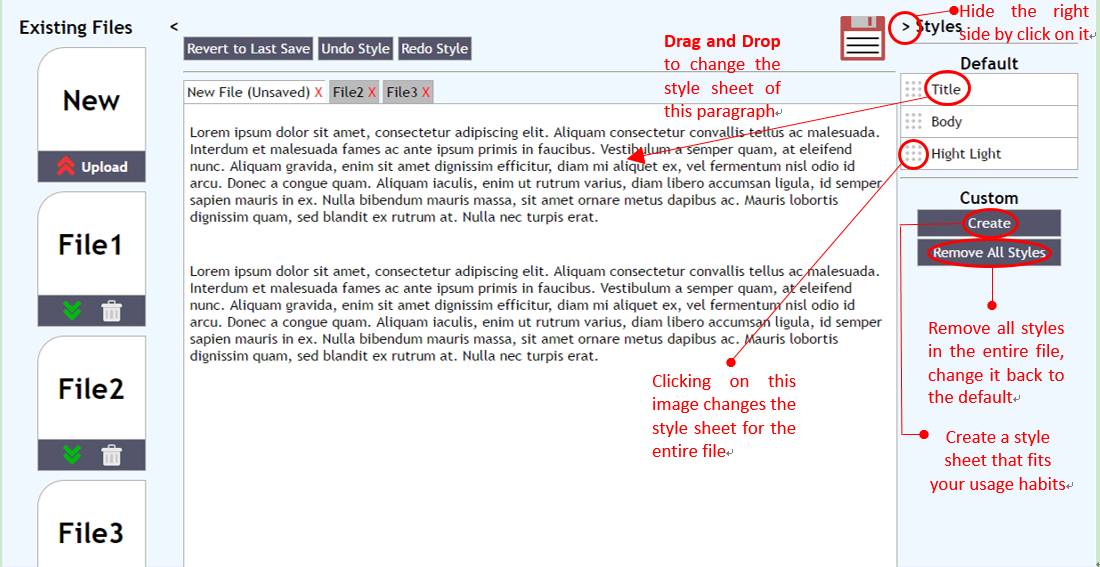 Existing Files
New
Upload
File1
File2
File3
<
Revert to Last Save
Undo Style
Redo Style
New File (Unsaved) X
File2 X
File3 X
Lorem ipsum dolor sit amet, consectetur adipiscing elit. Aliquam consectetur convallis tellus ac malesuada.
Interdum et malesuada fames ac ante ipsum primis in faucibus. Vestibulum a semper quam, at eleifend
nunc. Aliquam gravida, enim sit amet dignissim efficitur, diam mi aliquet ex, vel fermentum nisl odio id
arcu. Donec a congue quam. Aliquam iaculis, enim ut rutrum varius, diam libero accumsan ligula, id semper
sapien mauris in ex. Nulla bibendum mauris massa, sit amet ornare metus dapibus ac. Mauris lobortis
dignissim quam, sed blandit ex rutrum at. Nulla nec turpis erat.
Lorem ipsum dolor sit amet, consectetur adipiscing elit. Aliquam consectetur convallis tellus ac malesuada.
Interdum et malesuada fames ac ante ipsum primis in faucibus. Vestibulum a semper quam, at eleifend
nunc. Aliquam gravida, enim sit amet dignissim efficitur, diam mi aliquet ex, vel fermentum nisl odio id
arcu. Donec a congue quam. Aliquam iaculis, enim ut rutrum varius, diam libero accumsan ligula, id semper
sapien mauris in ex. Nulla bibendum mauris massa, sit amet ornare metus dapibus ac. Mauris lobortis
dignissim quam, sed blandit ex rutrum at. Nulla nec turpis erat.
Drag and Drop
to change the
style sheet of
this paragraph
Clicking on this
image changes the
style sheet for the
entire file
> Styles
Hide the right
side by click on it
Default
Title
Body
Hight Light
Custom
Create
Remove All Styles
Remove all styles
in the entire file,
change it back to
the default
Create a style
sheet that fits
your usage habits